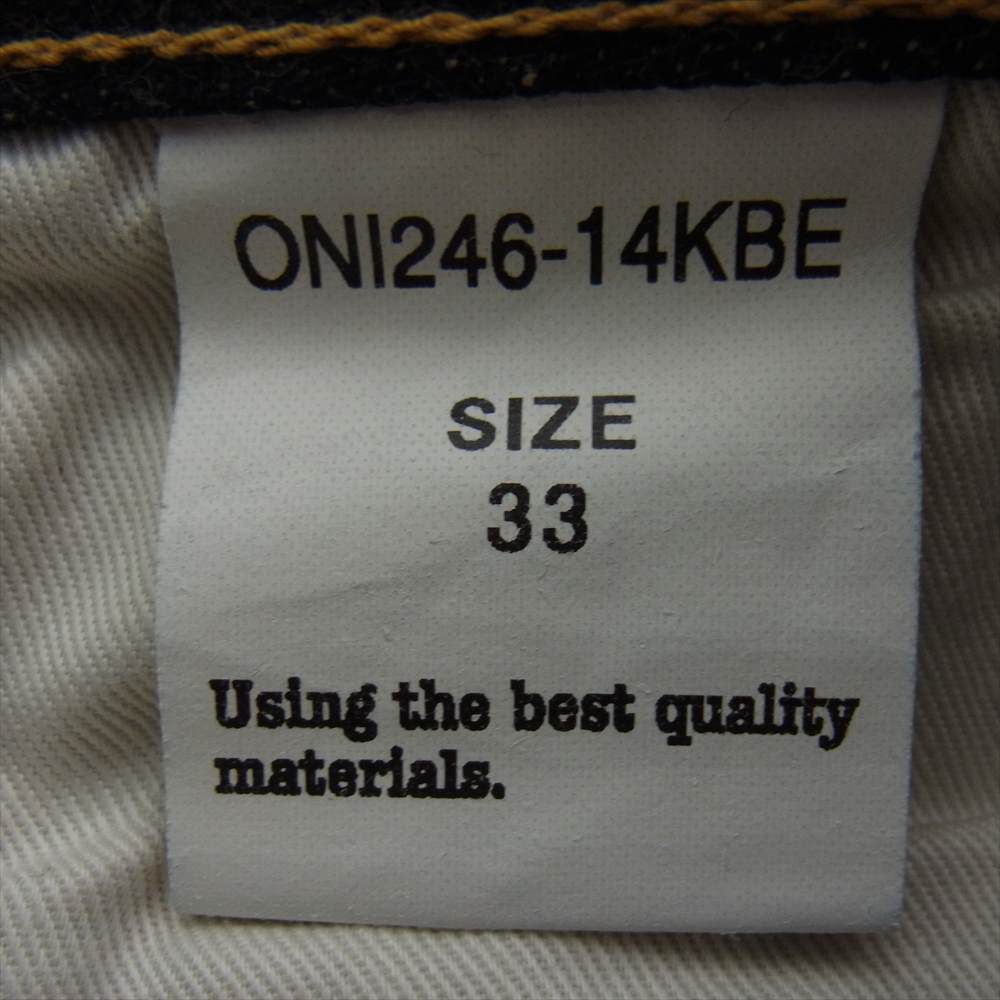 ONI246-14KBE
SIZE
33
Using the best quality
materials.